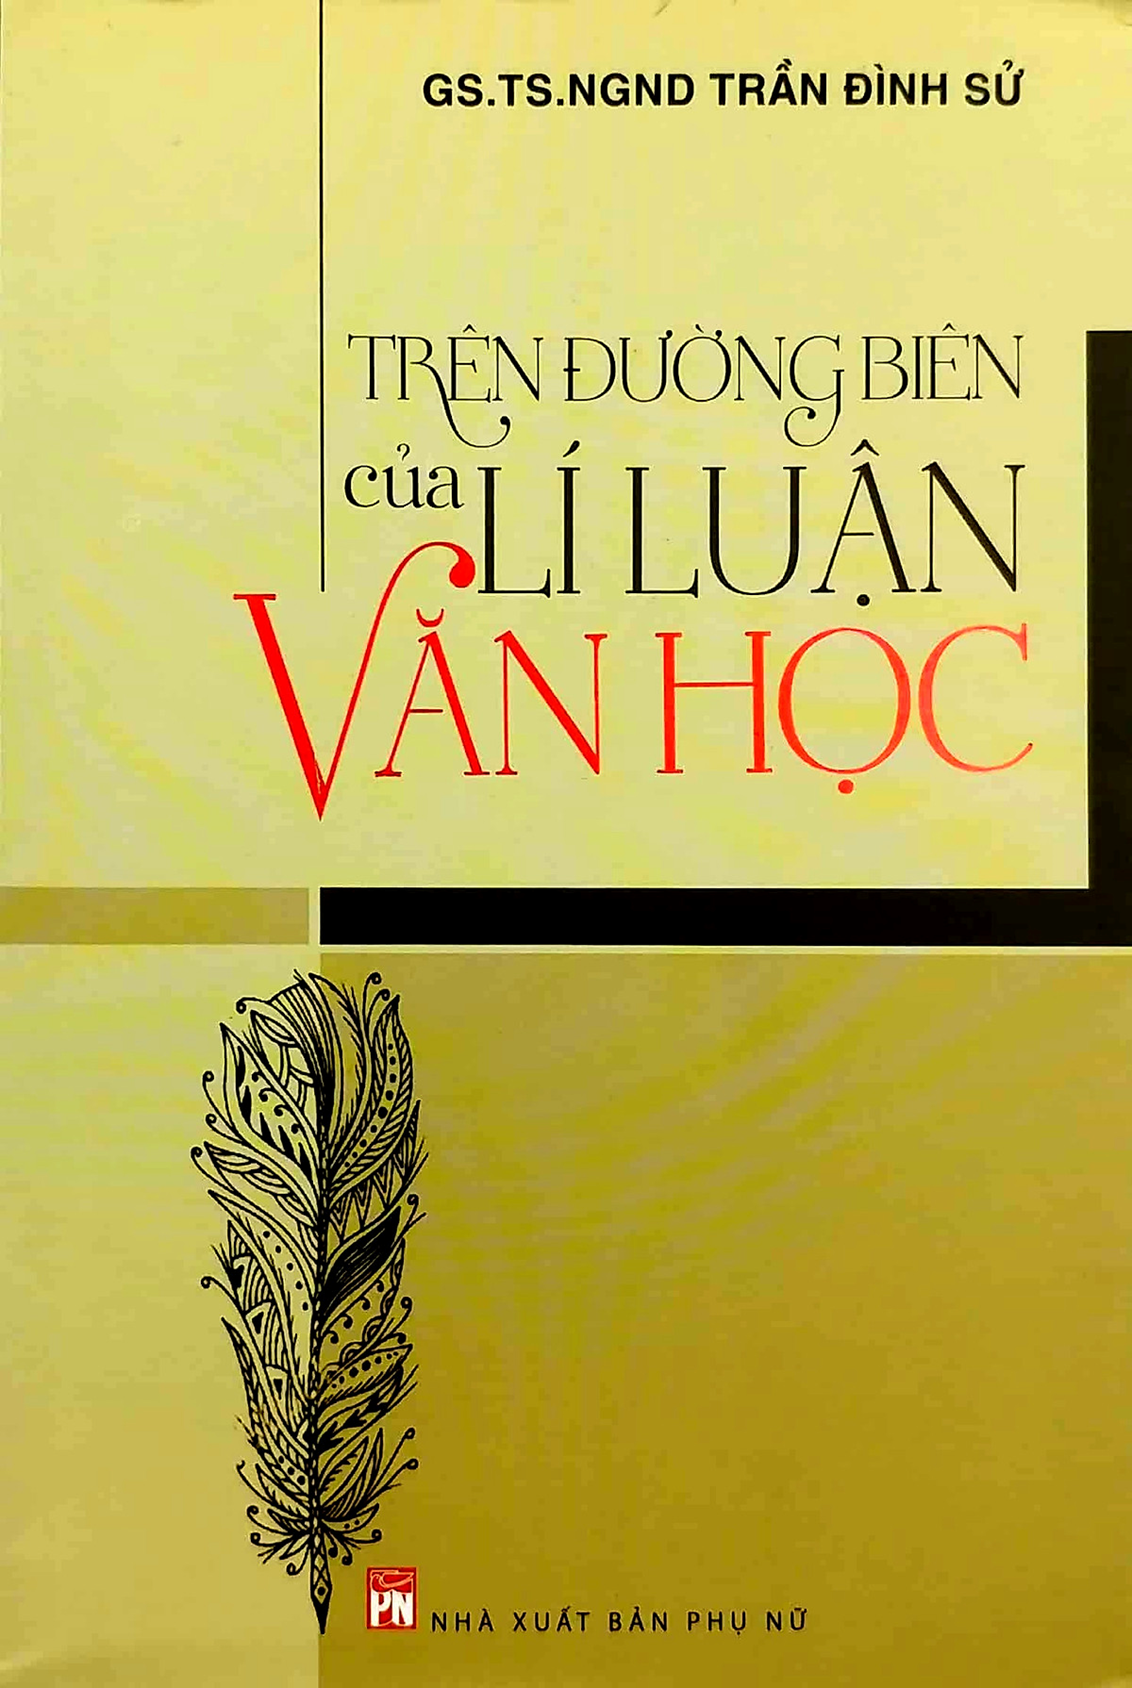 GS.TS.NGND TRẦN ĐÌNH SỬ
TRÊN ĐƯỜNG BIÊN
của LÍ LUẬN
VĂN HỌC
PN
NHÀ XUẤT BẢN PHỤ NỮ